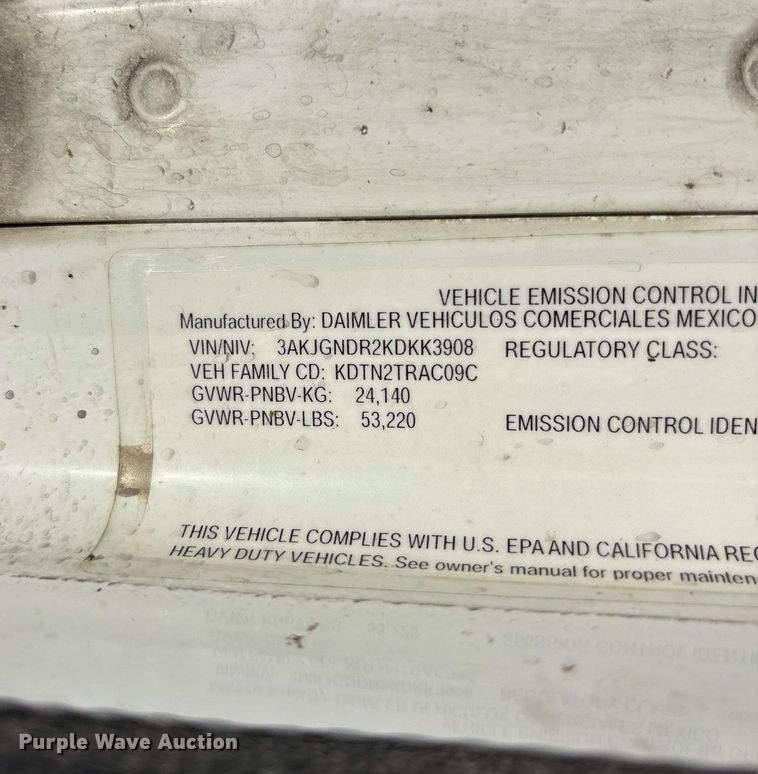 VEHICLE EMISSION CONTROL IN
Manufactured By: DAIMLER VEHICULOS COMERCIALES MEXICO
VIN/NIV: 3AKJGNDR2KDKK3908 REGULATORY CLASS:
VEH FAMILY CD: KDTN2TRAC09C
GVWR-PNBV-KG: 24,140
GVWR-PNBV-LBS: 53,220 EMISSION CONTROL IDEN
THIS VEHICLE COMPLIES WITH U.S. EPA AND CALIFORNIA REG
HEAVY DUTY VEHICLES. See owner's manual for proper mainten
Purple Wave Auction